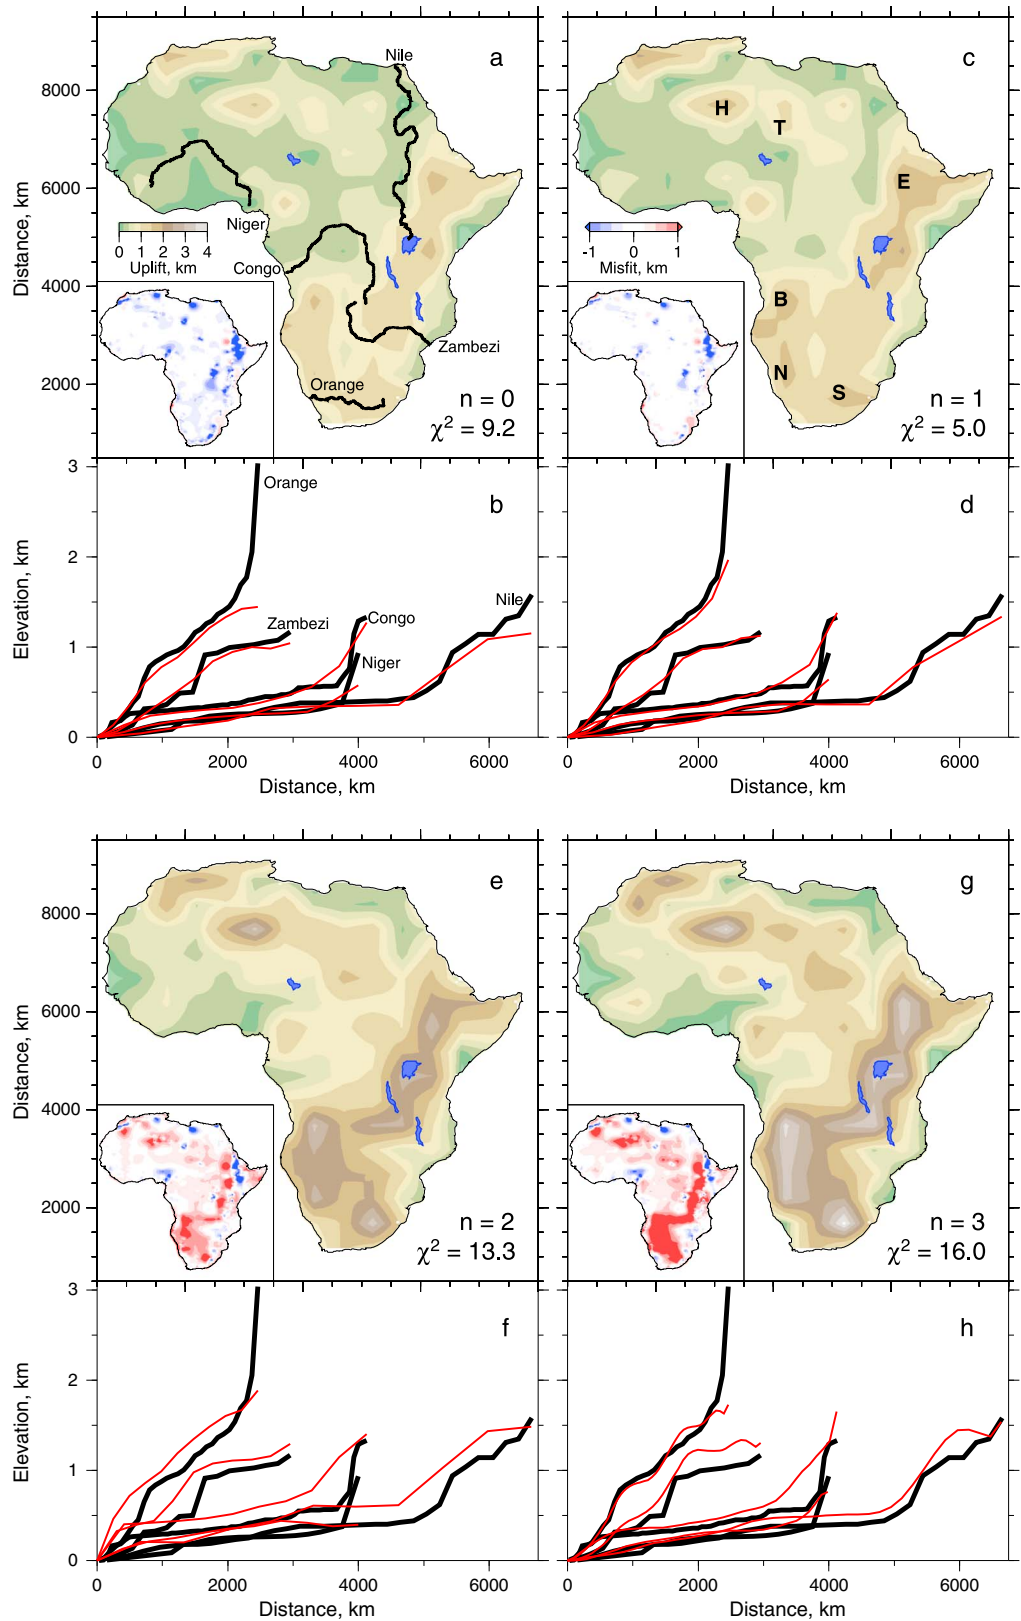 a
Nile
8000
6000
4000
2000
Distance, km
Niger
0 1 2 3 4
Uplift, km
Congo
Zambezi
Orange
n = 0
χ² = 9.2
c
H
T
E
B
N
S
-1 0 1
Misfit, km
n = 1
χ² = 5.0
b
3
2
1
0
Elevation, km
Orange
Zambezi
Congo
Niger
Nile
0 2000 4000 6000
Distance, km
d
0 2000 4000 6000
Distance, km
e
8000
6000
4000
2000
Distance, km
n = 2
χ² = 13.3
g
n = 3
χ² = 16.0
f
3
2
1
0
Elevation, km
0 2000 4000 6000
Distance, km
h
0 2000 4000 6000
Distance, km